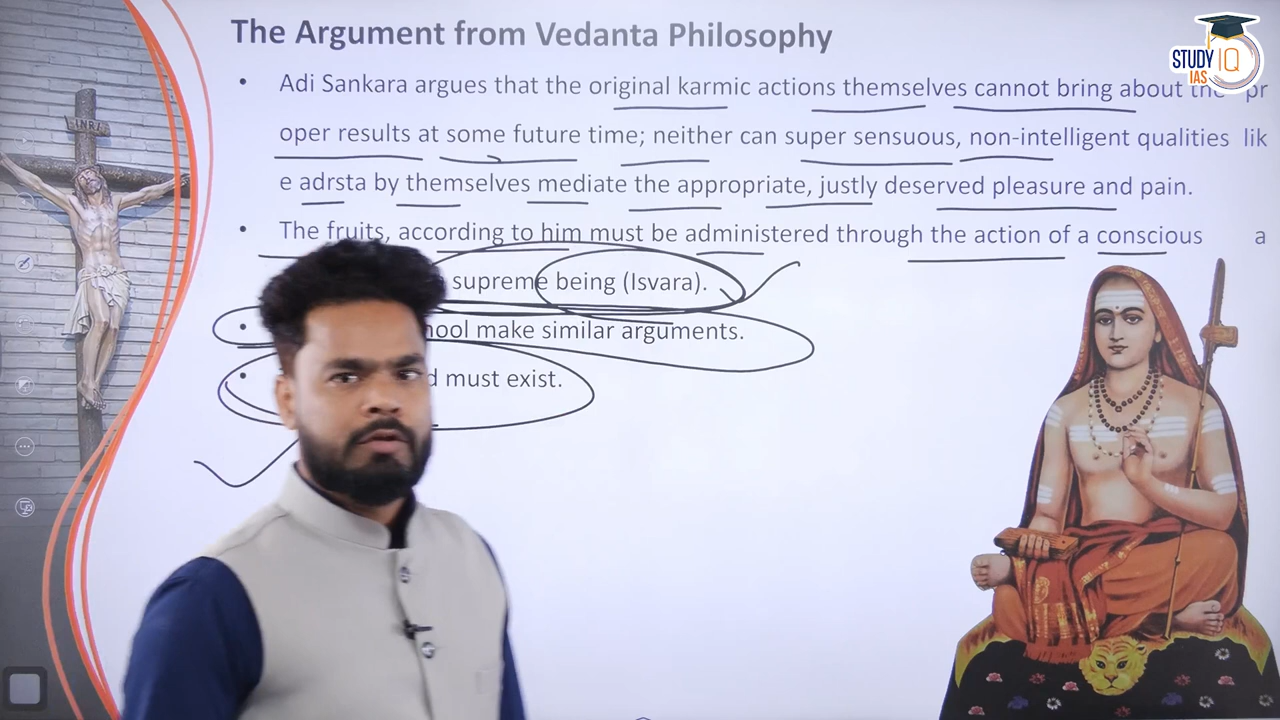 The Argument from Vedanta Philosophy
STUDY IQ
IAS
INRI
• Adi Sankara argues that the original karmic actions themselves cannot bring about the pr
oper results at some future time; neither can super sensuous, non-intelligent qualities lik
e adrsta by themselves mediate the appropriate, justly deserved pleasure and pain.
• The fruits, according to him must be administered through the action of a conscious a
supreme being (Isvara).
• make similar arguments.
• must exist.